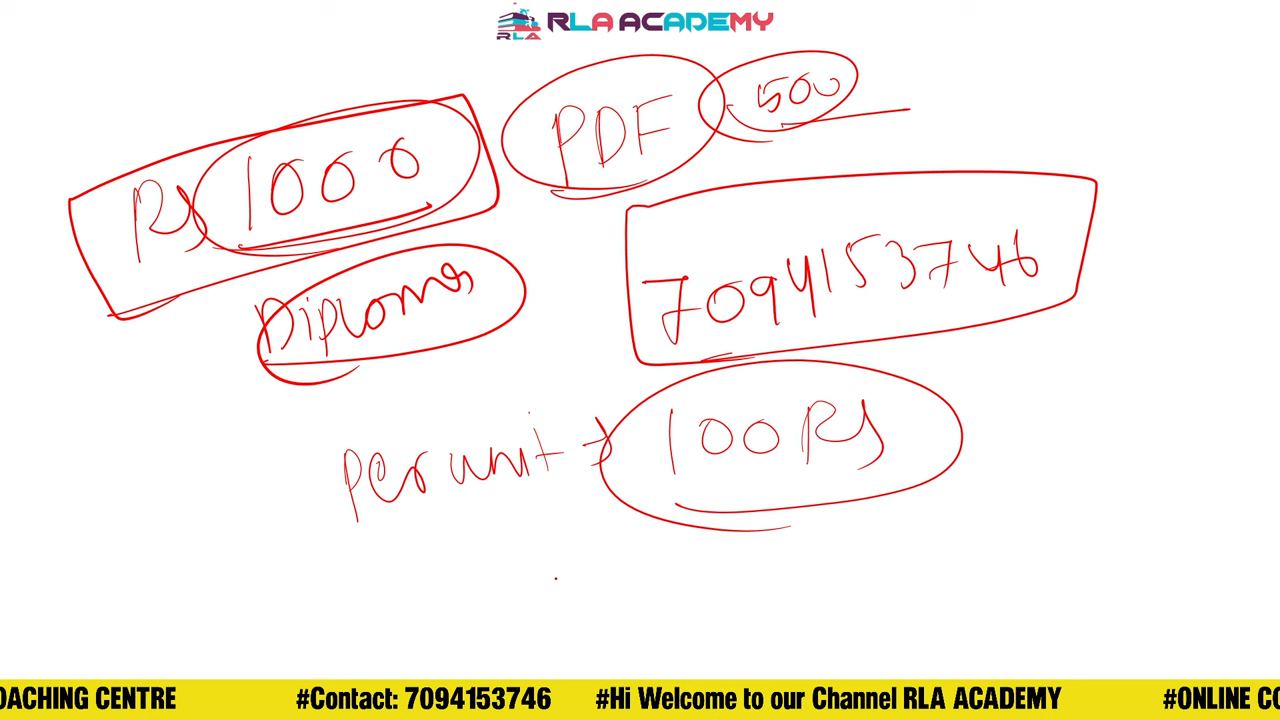 RLA ACADEMY
RLA
PDF 500
Rs 1000
7094153746
Diploma
Per unit → 100 Rs
OACHING CENTRE #Contact: 7094153746 #Hi Welcome to our Channel RLA ACADEMY #ONLINE CO